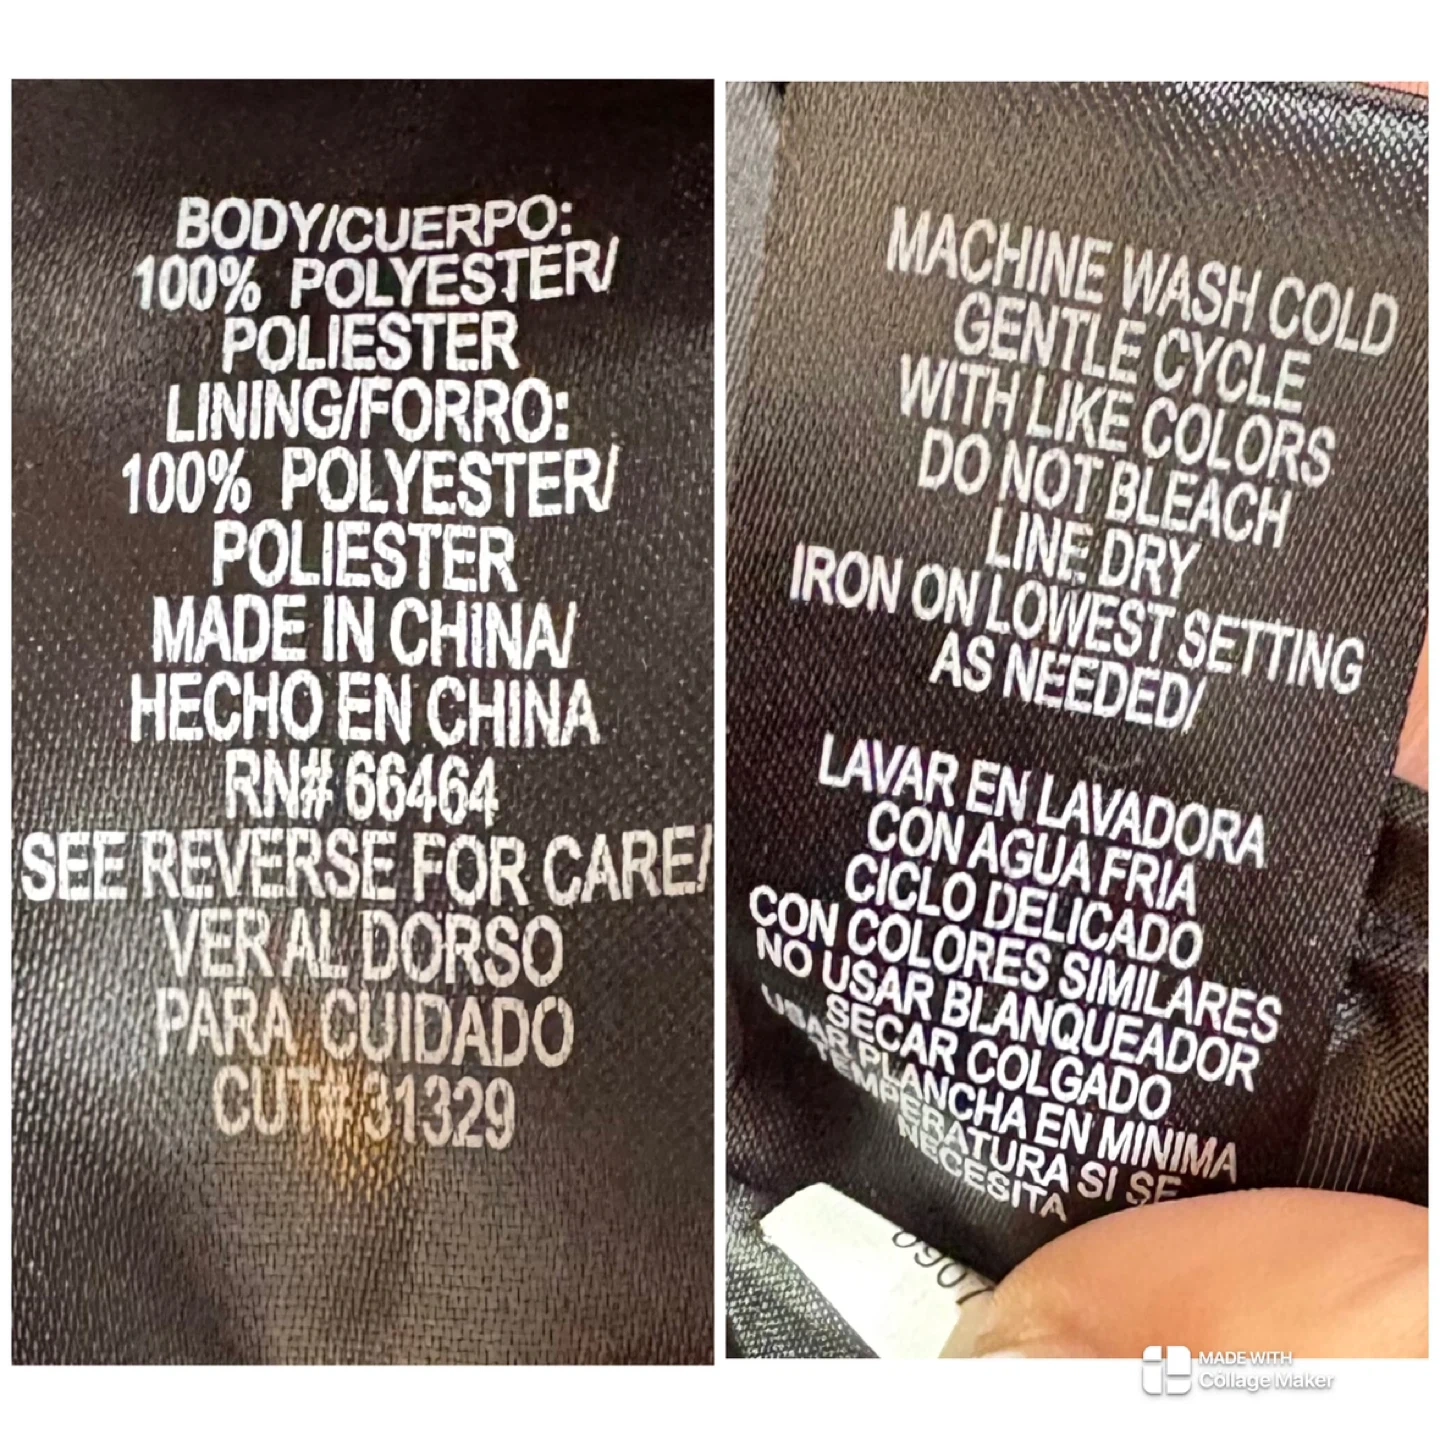 BODY/CUERPO:
100% POLYESTER/
POLIESTER
LINING/FORRO:
100% POLYESTER/
POLIESTER
MADE IN CHINA/
HECHO EN CHINA
RN# 66464
SEE REVERSE FOR CARE/
VER AL DORSO
PARA CUIDADO
CUT# 31329
MACHINE WASH COLD
GENTLE CYCLE
WITH LIKE COLORS
DO NOT BLEACH
LINE DRY
IRON ON LOWEST SETTING
AS NEEDED/
LAVAR EN LAVADORA
CON AGUA FRIA
CICLO DELICADO
CON COLORES SIMILARES
NO USAR BLANQUEADOR
SECAR COLGADO
USAR PLANCHA EN MINIMA
TEMPERATURA SI SE
NECESITA
0907
MADE WITH
Collage Maker